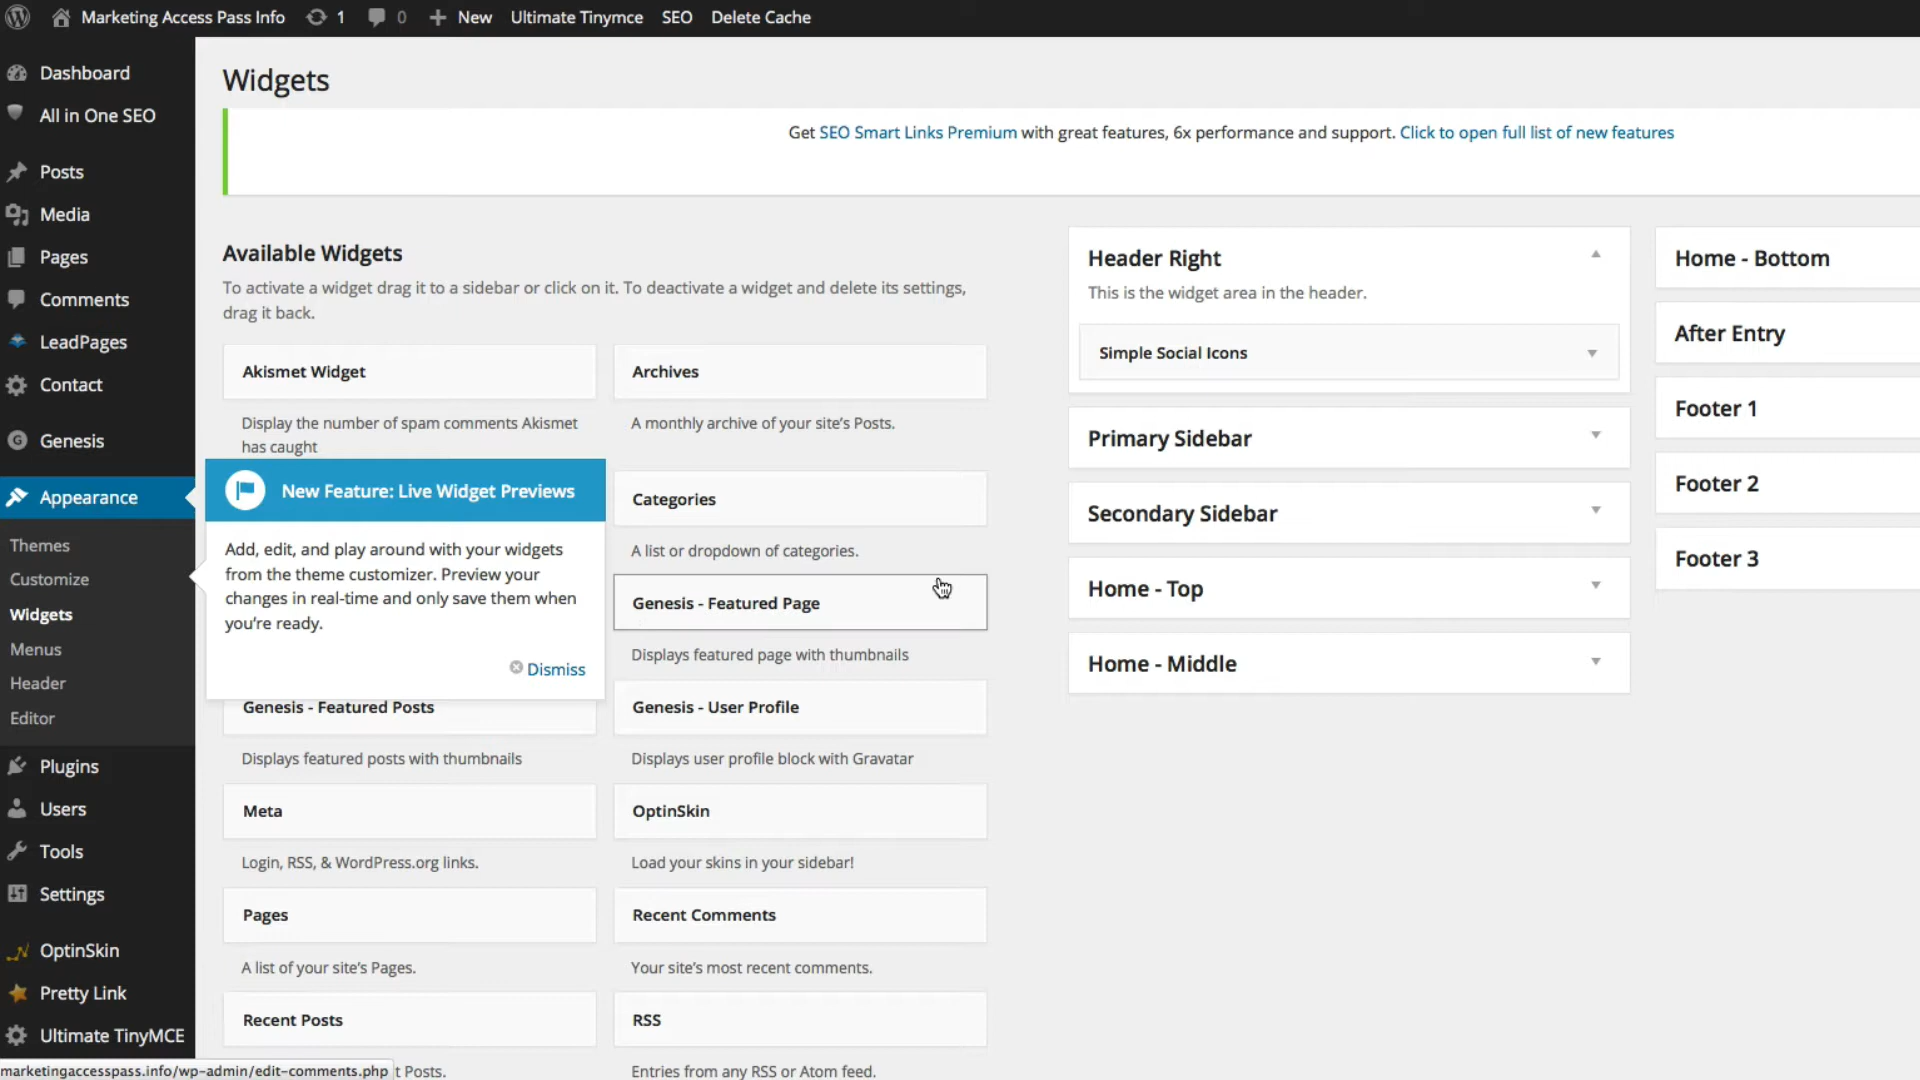 Marketing Access Pass Info 1 0 New Ultimate Tinymce SEO Delete Cache
Dashboard
All in One SEO
Posts
Media
Pages
Comments
LeadPages
Contact
Genesis
Appearance
Themes
Customize
Widgets
Menus
Header
Editor
Plugins
Users
Tools
Settings
OptinSkin
Pretty Link
Ultimate TinyMCE
Widgets
Get SEO Smart Links Premium with great features, 6x performance and support. Click to open full list of new features
Available Widgets
To activate a widget drag it to a sidebar or click on it. To deactivate a widget and delete its settings,
drag it back.
Akismet Widget
Display the number of spam comments Akismet
has caught
Archives
A monthly archive of your site's Posts.
New Feature: Live Widget Previews
Add, edit, and play around with your widgets
from the theme customizer. Preview your
changes in real-time and only save them when
you're ready.
Dismiss
Categories
A list or dropdown of categories.
Genesis - Featured Page
Displays featured page with thumbnails
Genesis - Featured Posts
Displays featured posts with thumbnails
Genesis - User Profile
Displays user profile block with Gravatar
Meta
Login, RSS, & WordPress.org links.
OptinSkin
Load your skins in your sidebar!
Pages
A list of your site's Pages.
Recent Comments
Your site's most recent comments.
Recent Posts
t Posts.
RSS
Entries from any RSS or Atom feed.
Header Right
This is the widget area in the header.
Simple Social Icons
Primary Sidebar
Secondary Sidebar
Home - Top
Home - Middle
Home - Bottom
After Entry
Footer 1
Footer 2
Footer 3
marketingaccesspass.info/wp-admin/edit-comments.php